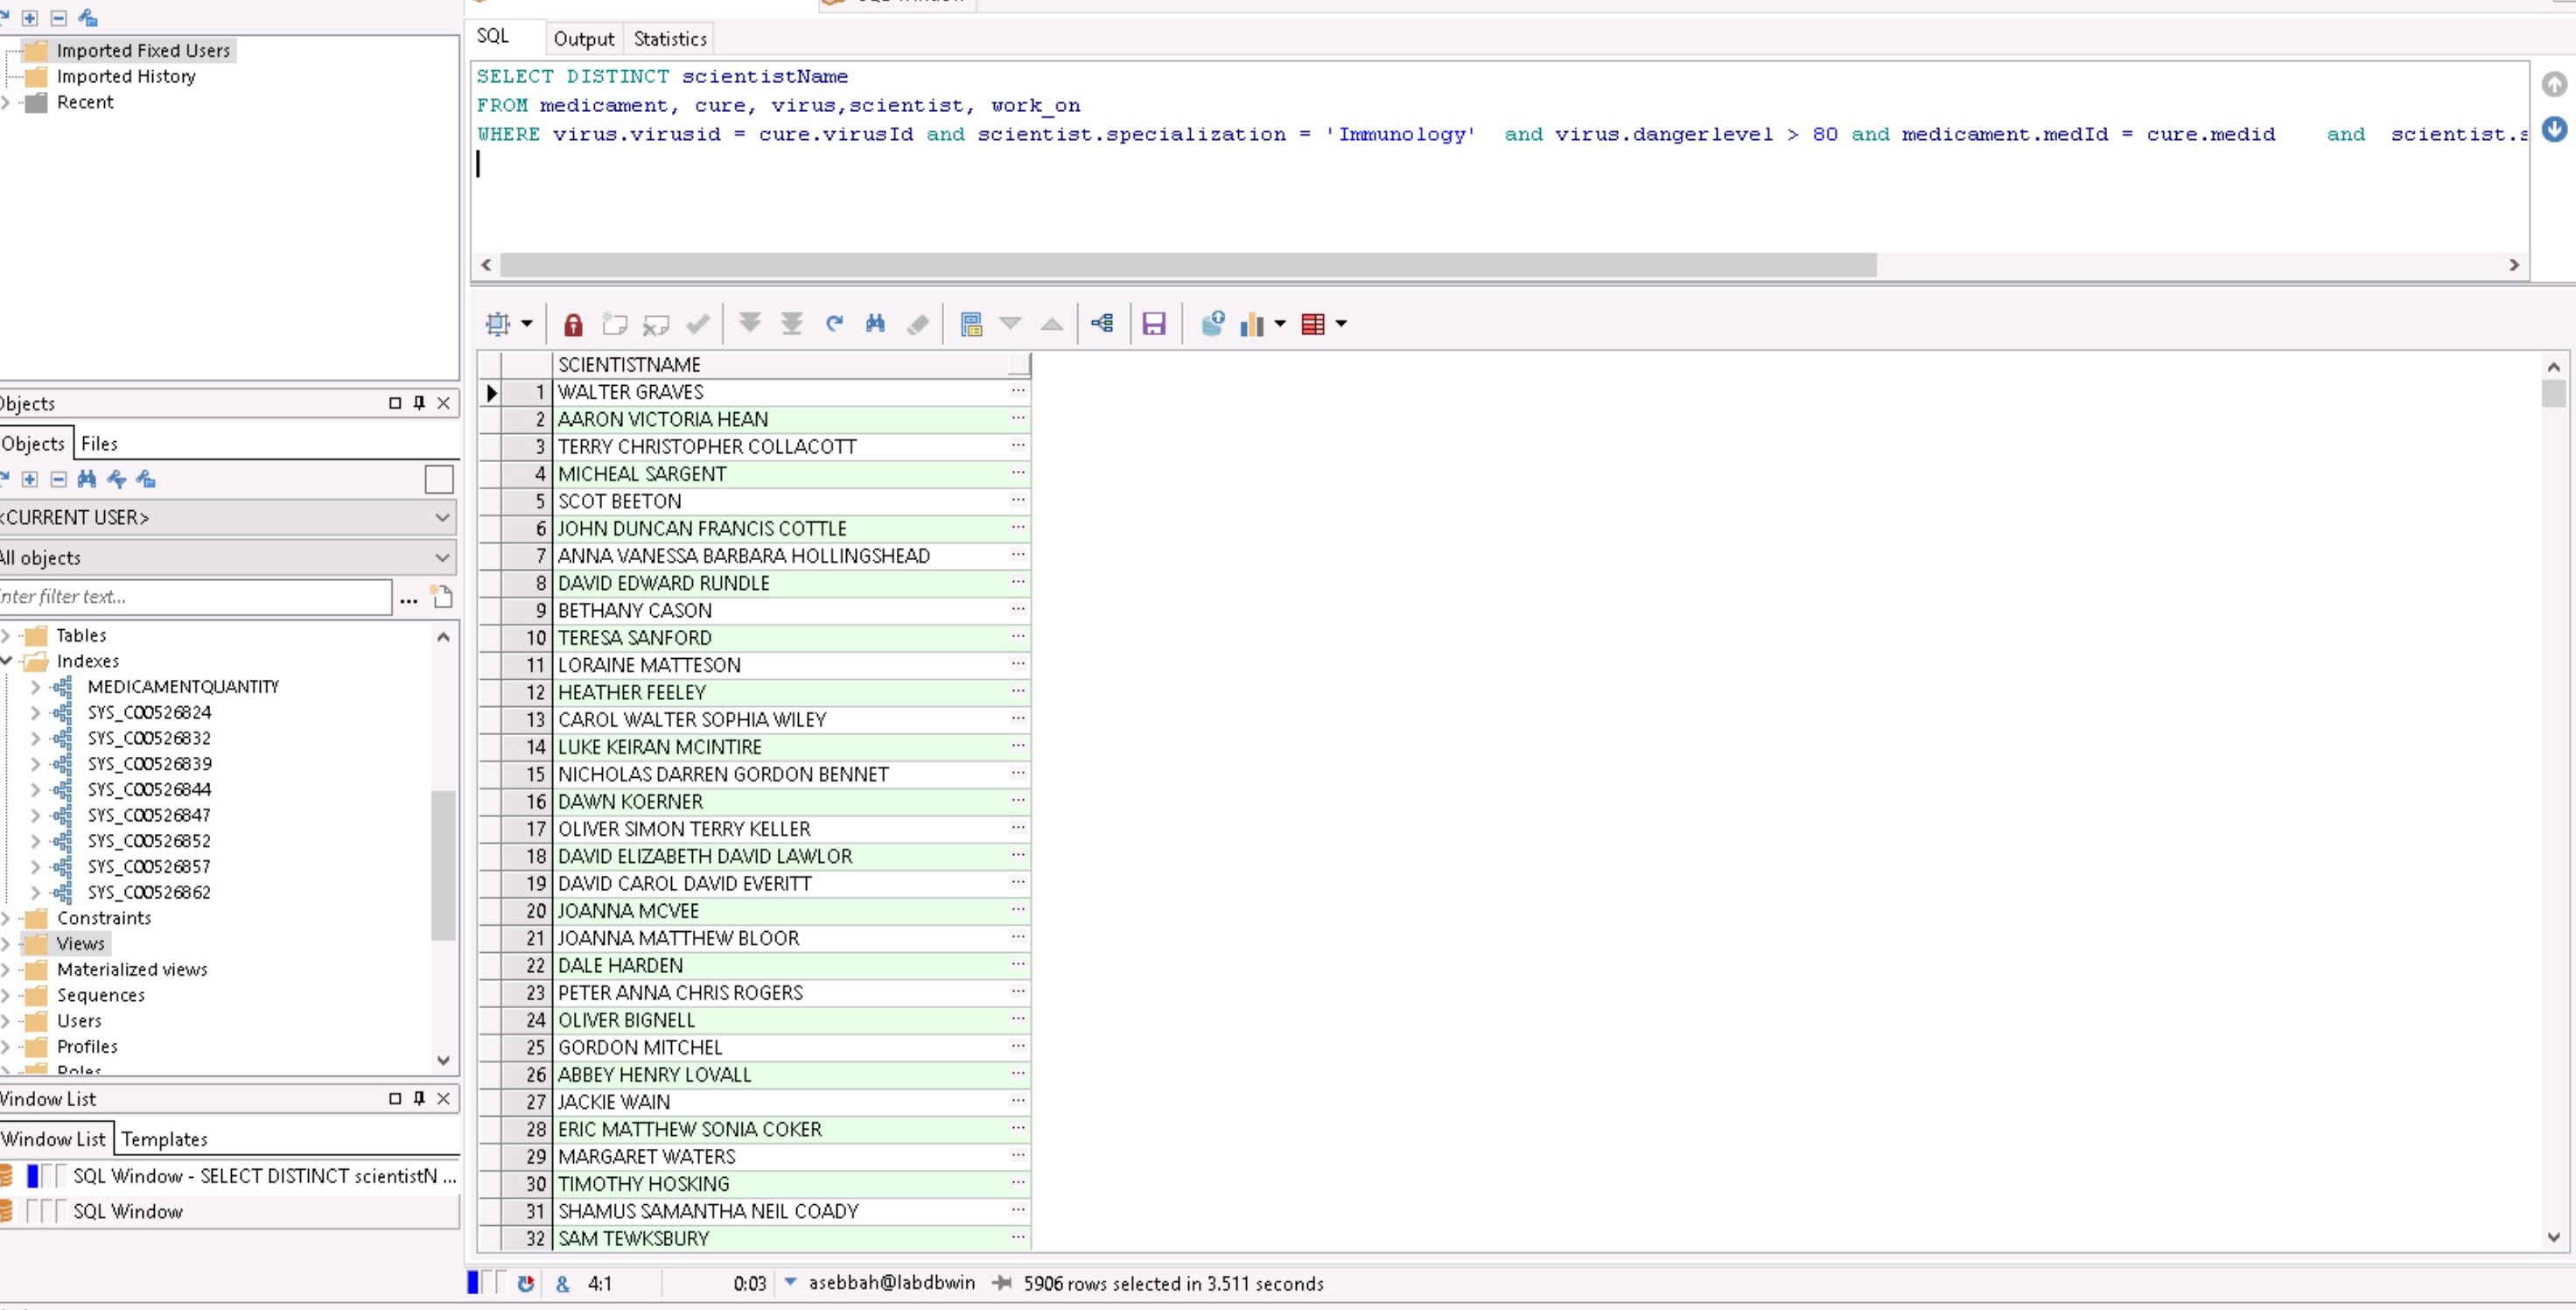 Imported Fixed Users
Imported History
Recent
SQL Output Statistics
SELECT DISTINCT scientistName
FROM medicament, cure, virus,scientist, work_on
WHERE virus.virusid = cure.virusId and scientist.specialization = 'Immunology' and virus.dangerlevel > 80 and medicament.medId = cure.medid and scientist.s
Objects
Objects Files
<CURRENT USER>
All objects
nter filter text...
Tables
Indexes
MEDICAMENTQUANTITY
SYS_C00526824
SYS_C00526832
SYS_C00526839
SYS_C00526844
SYS_C00526847
SYS_C00526852
SYS_C00526857
SYS_C00526862
Constraints
Views
Materialized views
Sequences
Users
Profiles
Roles
Window List
Window List Templates
SQL Window - SELECT DISTINCT scientistN ...
SQL Window
SCIENTISTNAME
1 WALTER GRAVES ...
2 AARON VICTORIA HEAN ...
3 TERRY CHRISTOPHER COLLACOTT ...
4 MICHEAL SARGENT ...
5 SCOT BEETON ...
6 JOHN DUNCAN FRANCIS COTTLE ...
7 ANNA VANESSA BARBARA HOLLINGSHEAD ...
8 DAVID EDWARD RUNDLE ...
9 BETHANY CASON ...
10 TERESA SANFORD ...
11 LORAINE MATTESON ...
12 HEATHER FEELEY ...
13 CAROL WALTER SOPHIA WILEY ...
14 LUKE KEIRAN MCINTIRE ...
15 NICHOLAS DARREN GORDON BENNET ...
16 DAWN KOERNER ...
17 OLIVER SIMON TERRY KELLER ...
18 DAVID ELIZABETH DAVID LAWLOR ...
19 DAVID CAROL DAVID EVERITT ...
20 JOANNA MCVEE ...
21 JOANNA MATTHEW BLOOR ...
22 DALE HARDEN ...
23 PETER ANNA CHRIS ROGERS ...
24 OLIVER BIGNELL ...
25 GORDON MITCHEL ...
26 ABBEY HENRY LOVALL ...
27 JACKIE WAIN ...
28 ERIC MATTHEW SONIA COKER ...
29 MARGARET WATERS ...
30 TIMOTHY HOSKING ...
31 SHAMUS SAMANTHA NEIL COADY ...
32 SAM TEWKSBURY ...
& 4:1 0:03 asebbah@labdbwin 5906 rows selected in 3.511 seconds